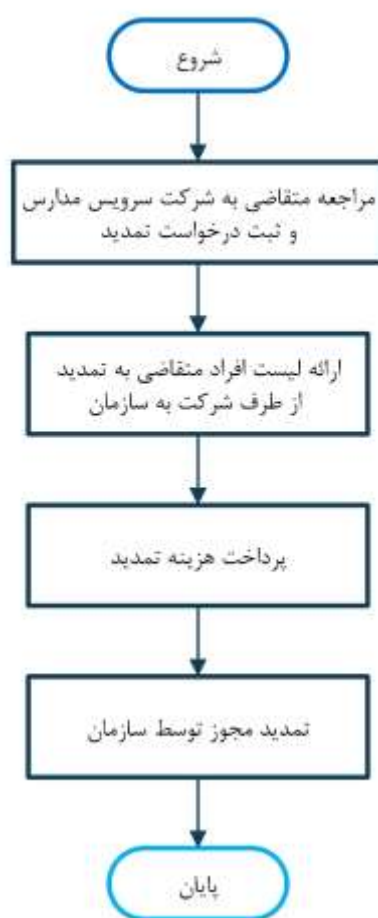 شروع
مراجعه متقاضی به شرکت سرویس مدارس
و ثبت درخواست تمدید
ارائه لیست افراد متقاضی به تمدید
از طرف شرکت به سازمان
پرداخت هزینه تمدید
تمدید مجوز توسط سازمان
پایان